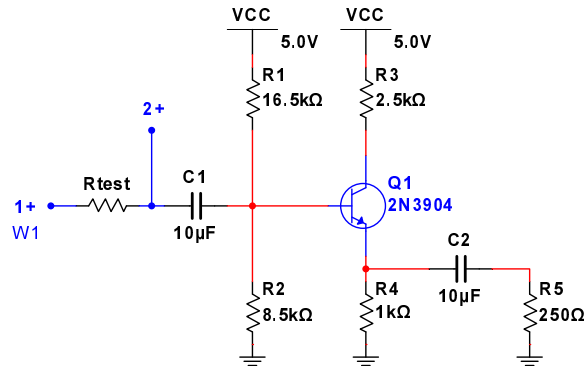 VCC
5.0V
VCC
5.0V
R1
16.5kΩ
R3
2.5kΩ
2+
Rtest
C1
10µF
1+
W1
Q1
2N3904
C2
10µF
R2
8.5kΩ
R4
1kΩ
R5
250Ω